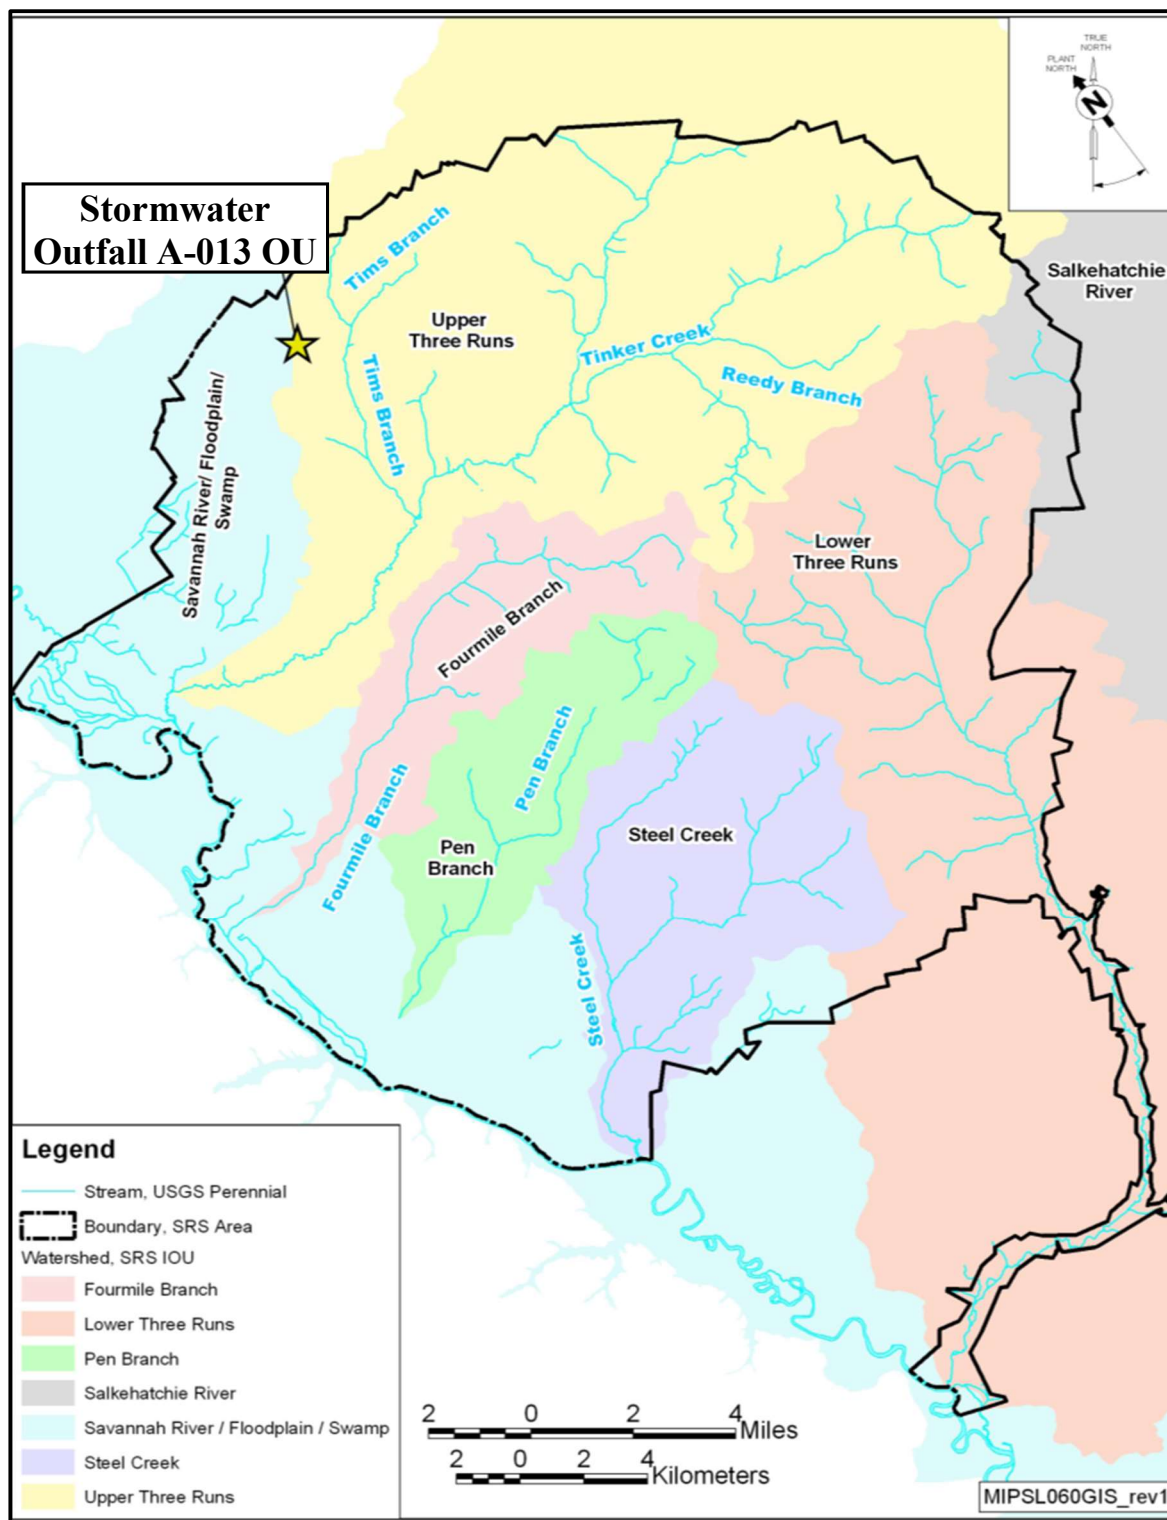 TRUE
NORTH
PLANT
NORTH
N
Stormwater
Outfall A-013 OU
Tims Branch
Salkehatchie
River
Upper
Three Runs
Tinker Creek
Tims Branch
Reedy Branch
Savannah River/ Floodplain/
Swamp
Lower
Three Runs
Fourmile Branch
Pen Branch
Fourmile Branch
Steel Creek
Pen
Branch
Steel Creek
Legend
Stream, USGS Perennial
Boundary, SRS Area
Watershed, SRS IOU
Fourmile Branch
Lower Three Runs
Pen Branch
Salkehatchie River
Savannah River / Floodplain / Swamp
Steel Creek
Upper Three Runs
2 0 2 4 Miles
2 0 2 4 Kilometers
MIPSL060GIS_rev1